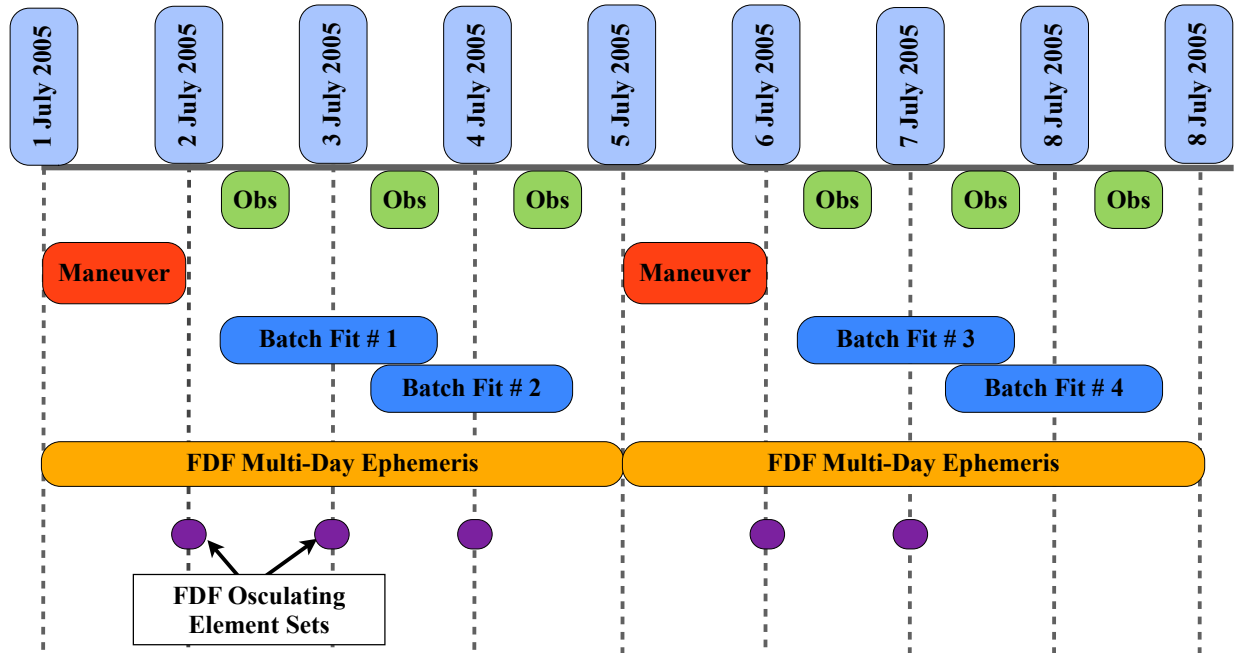 1 July 2005
2 July 2005
3 July 2005
4 July 2005
5 July 2005
6 July 2005
7 July 2005
8 July 2005
8 July 2005
Obs
Obs
Obs
Obs
Obs
Obs
Maneuver
Maneuver
Batch Fit # 1
Batch Fit # 3
Batch Fit # 2
Batch Fit # 4
FDF Multi-Day Ephemeris
FDF Multi-Day Ephemeris
FDF Osculating
Element Sets